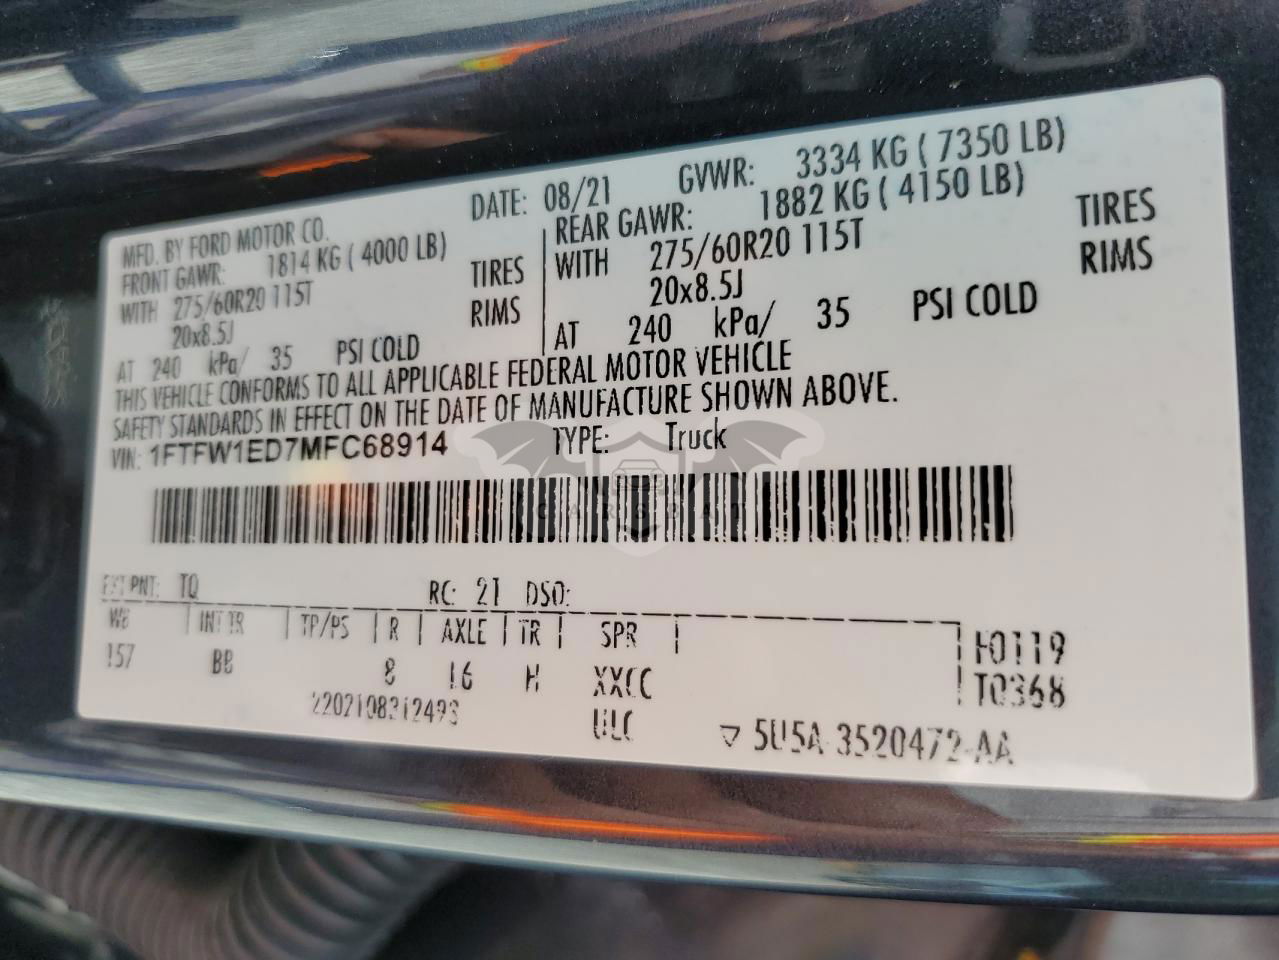 MFD. BY FORD MOTOR CO.
DATE: 08/21
GVWR: 3334 KG ( 7350 LB)
FRONT GAWR: 1814 KG ( 4000 LB)
REAR GAWR: 1882 KG ( 4150 LB)
WITH 275/60R20 115T TIRES
WITH 275/60R20 115T TIRES
20x8.5J RIMS
20x8.5J RIMS
AT 240 kPa/ 35 PSI COLD
AT 240 kPa/ 35 PSI COLD
THIS VEHICLE CONFORMS TO ALL APPLICABLE FEDERAL MOTOR VEHICLE
SAFETY STANDARDS IN EFFECT ON THE DATE OF MANUFACTURE SHOWN ABOVE.
VIN: 1FTFW1ED7MFC68914 TYPE: Truck
EXT PNT: TQ RC: 21 DSO:
WB INT TR TP/PS R AXLE TR SPR
157 8 16 H XXCC
F0119
T0368
ULC
▽ 5U5A-3520472-AA